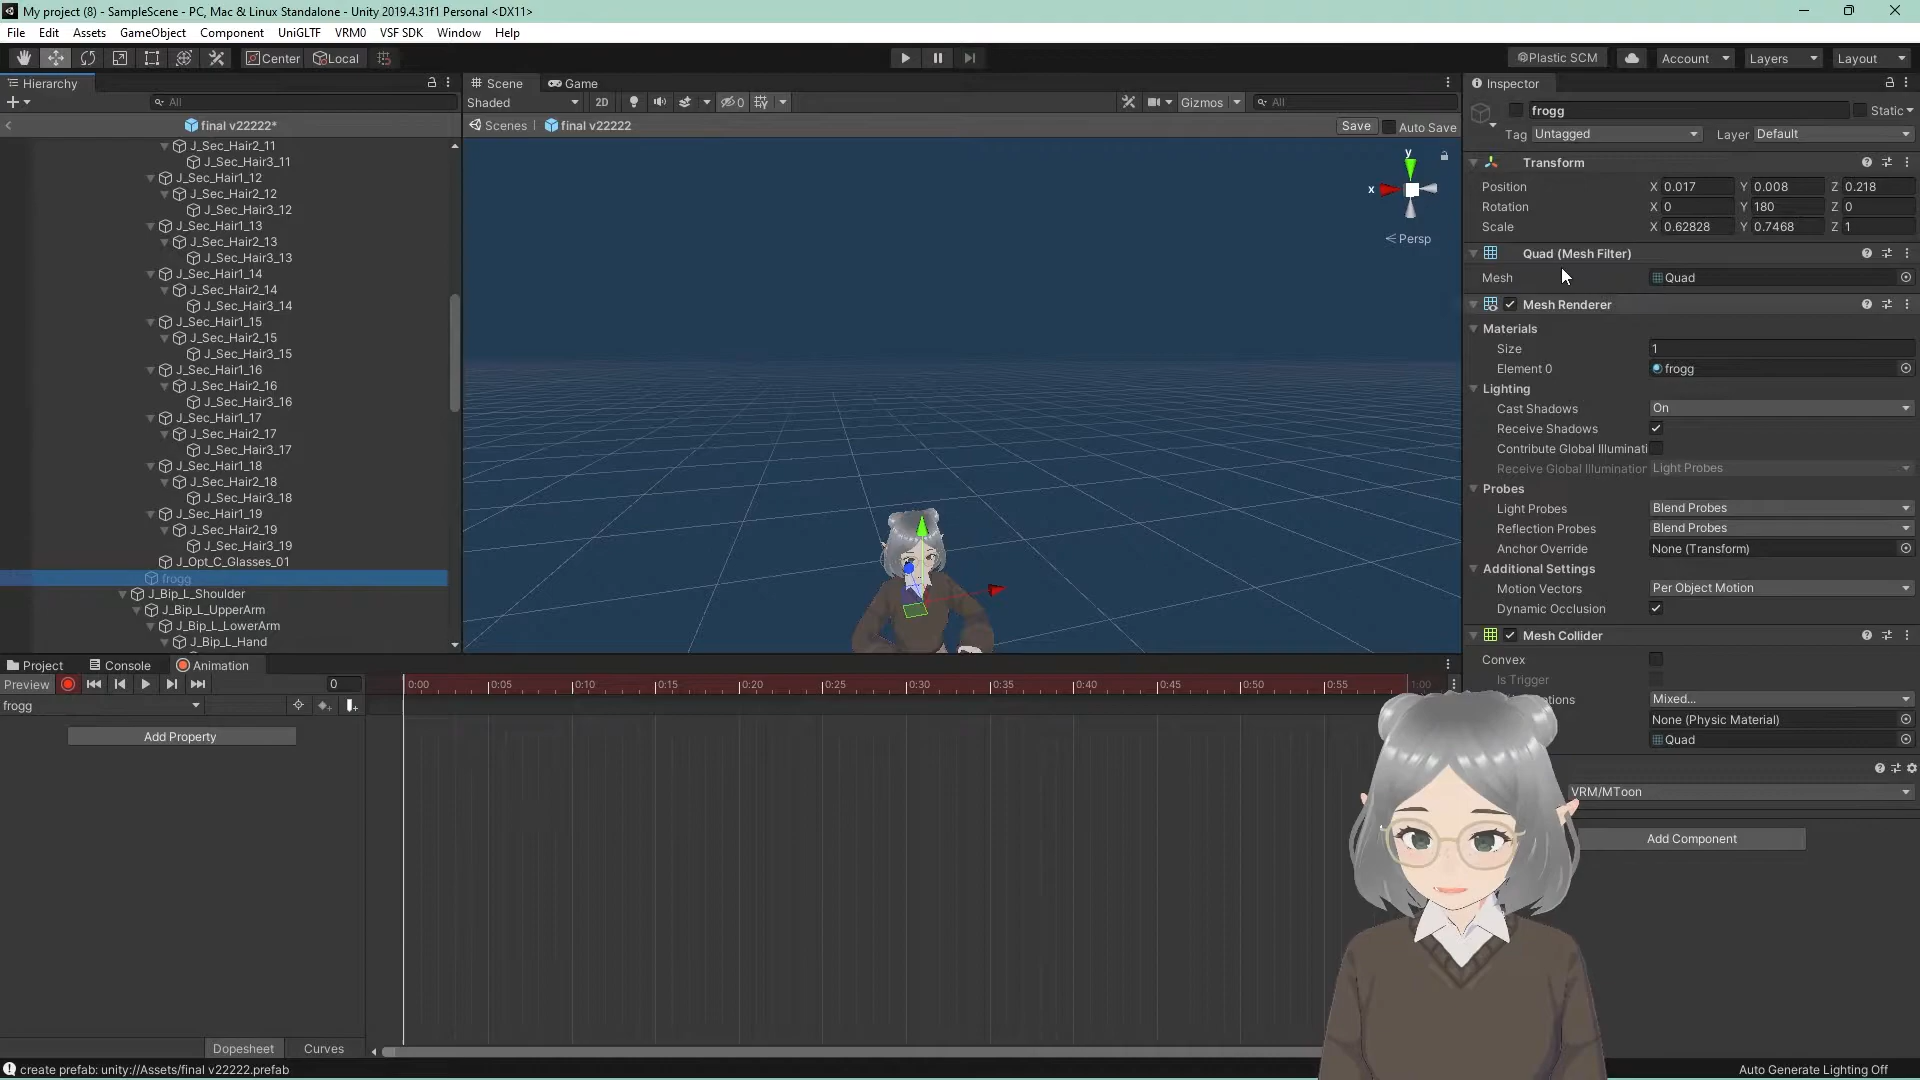 My project (8) - SampleScene - PC, Mac & Linux Standalone - Unity 2019.4.31f1 Personal <DX11>
File Edit Assets GameObject Component UniGLTF VRM0 VSF SDK Window Help
Center Local Plastic SCM Account Layers Layout
Hierarchy
All
final v22222*
J_Sec_Hair2_11
J_Sec_Hair3_11
J_Sec_Hair1_12
J_Sec_Hair2_12
J_Sec_Hair3_12
J_Sec_Hair1_13
J_Sec_Hair2_13
J_Sec_Hair3_13
J_Sec_Hair1_14
J_Sec_Hair2_14
J_Sec_Hair3_14
J_Sec_Hair1_15
J_Sec_Hair2_15
J_Sec_Hair3_15
J_Sec_Hair1_16
J_Sec_Hair2_16
J_Sec_Hair3_16
J_Sec_Hair1_17
J_Sec_Hair2_17
J_Sec_Hair3_17
J_Sec_Hair1_18
J_Sec_Hair2_18
J_Sec_Hair3_18
J_Sec_Hair1_19
J_Sec_Hair2_19
J_Sec_Hair3_19
J_Opt_C_Glasses_01
frogg
J_Bip_L_Shoulder
J_Bip_L_UpperArm
J_Bip_L_LowerArm
J_Bip_L_Hand
Scene Game
Shaded 2D 0 Gizmos All
Scenes final v22222 Save Auto Save
y
x
Persp
Inspector
frogg Static
Tag Untagged Layer Default
Transform
Position X 0.017 Y 0.008 Z 0.218
Rotation X 0 Y 180 Z 0
Scale X 0.62828 Y 0.7468 Z 1
Quad (Mesh Filter)
Mesh Quad
Mesh Renderer
Materials
Size 1
Element 0 frogg
Lighting
Cast Shadows On
Receive Shadows
Contribute Global Illuminati
Receive Global Illumination Light Probes
Probes
Light Probes Blend Probes
Reflection Probes Blend Probes
Anchor Override None (Transform)
Additional Settings
Motion Vectors Per Object Motion
Dynamic Occlusion
Mesh Collider
Convex
Is Trigger
Mixed...
None (Physic Material)
Quad
VRM/MToon
Add Component
Project Console Animation
Preview 0
0:00 0:05 0:10 0:15 0:20 0:25 0:30 0:35 0:40 0:45 0:50 0:55 1:00
frogg
Add Property
Dopesheet Curves
create prefab: unity://Assets/final v22222.prefab
Auto Generate Lighting Off